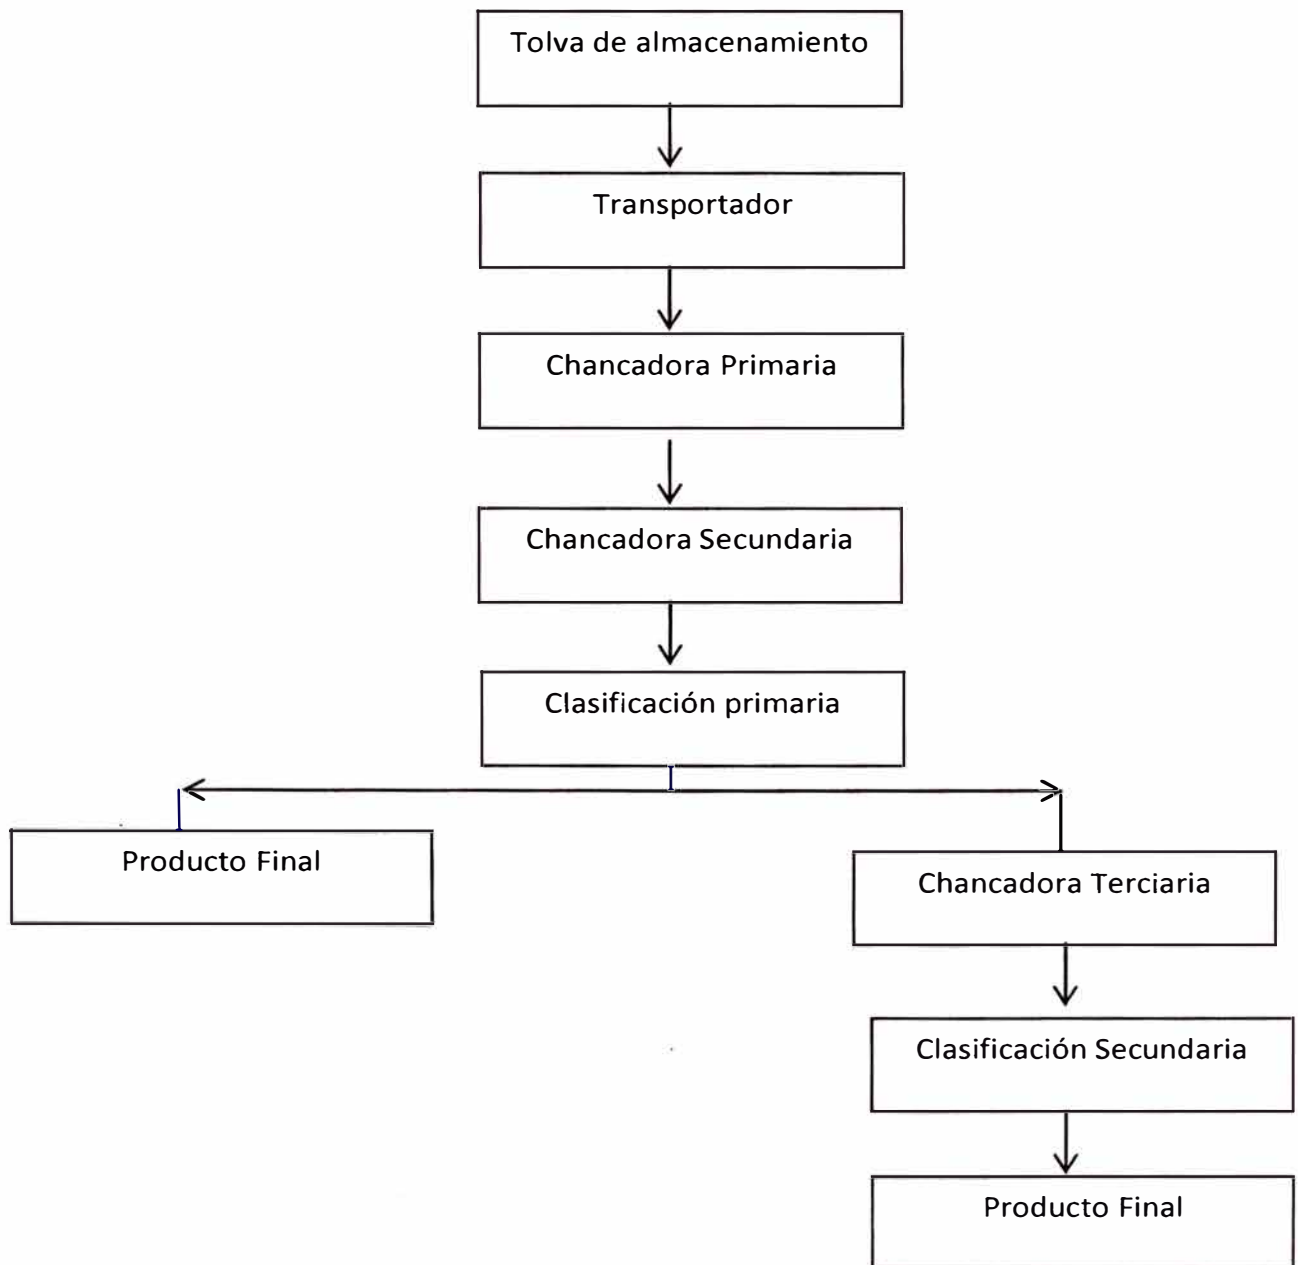 Tolva de almacenamiento
Transportador
Chancadora Primaria
Chancadora Secundaria
Clasificación primaria
Producto Final
Chancadora Terciaria
Clasificación Secundaria
Producto Final